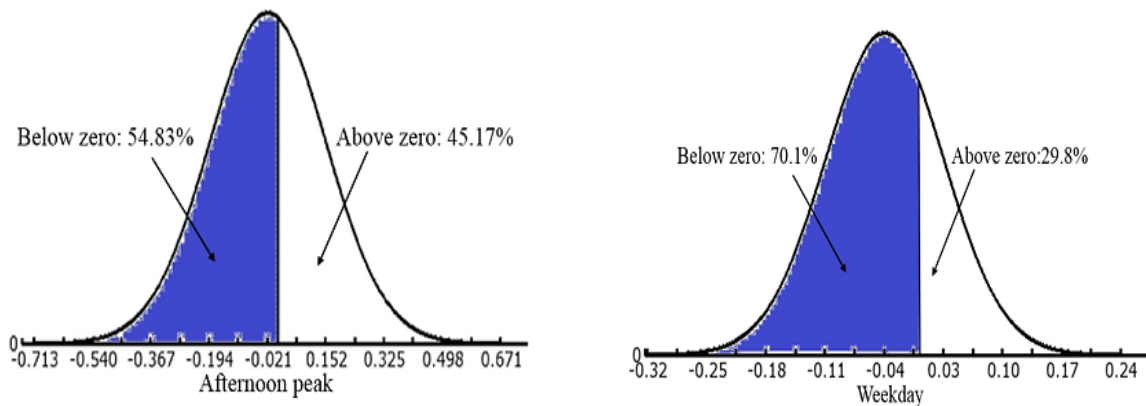 Below zero: 54.83%
Above zero: 45.17%
0
-0.713 -0.540 -0.367 -0.194 -0.021 0.152 0.325 0.498 0.671
Afternoon peak
Below zero: 70.1%
Above zero:29.8%
0
-0.32 -0.25 -0.18 -0.11 -0.04 0.03 0.10 0.17 0.24
Weekday